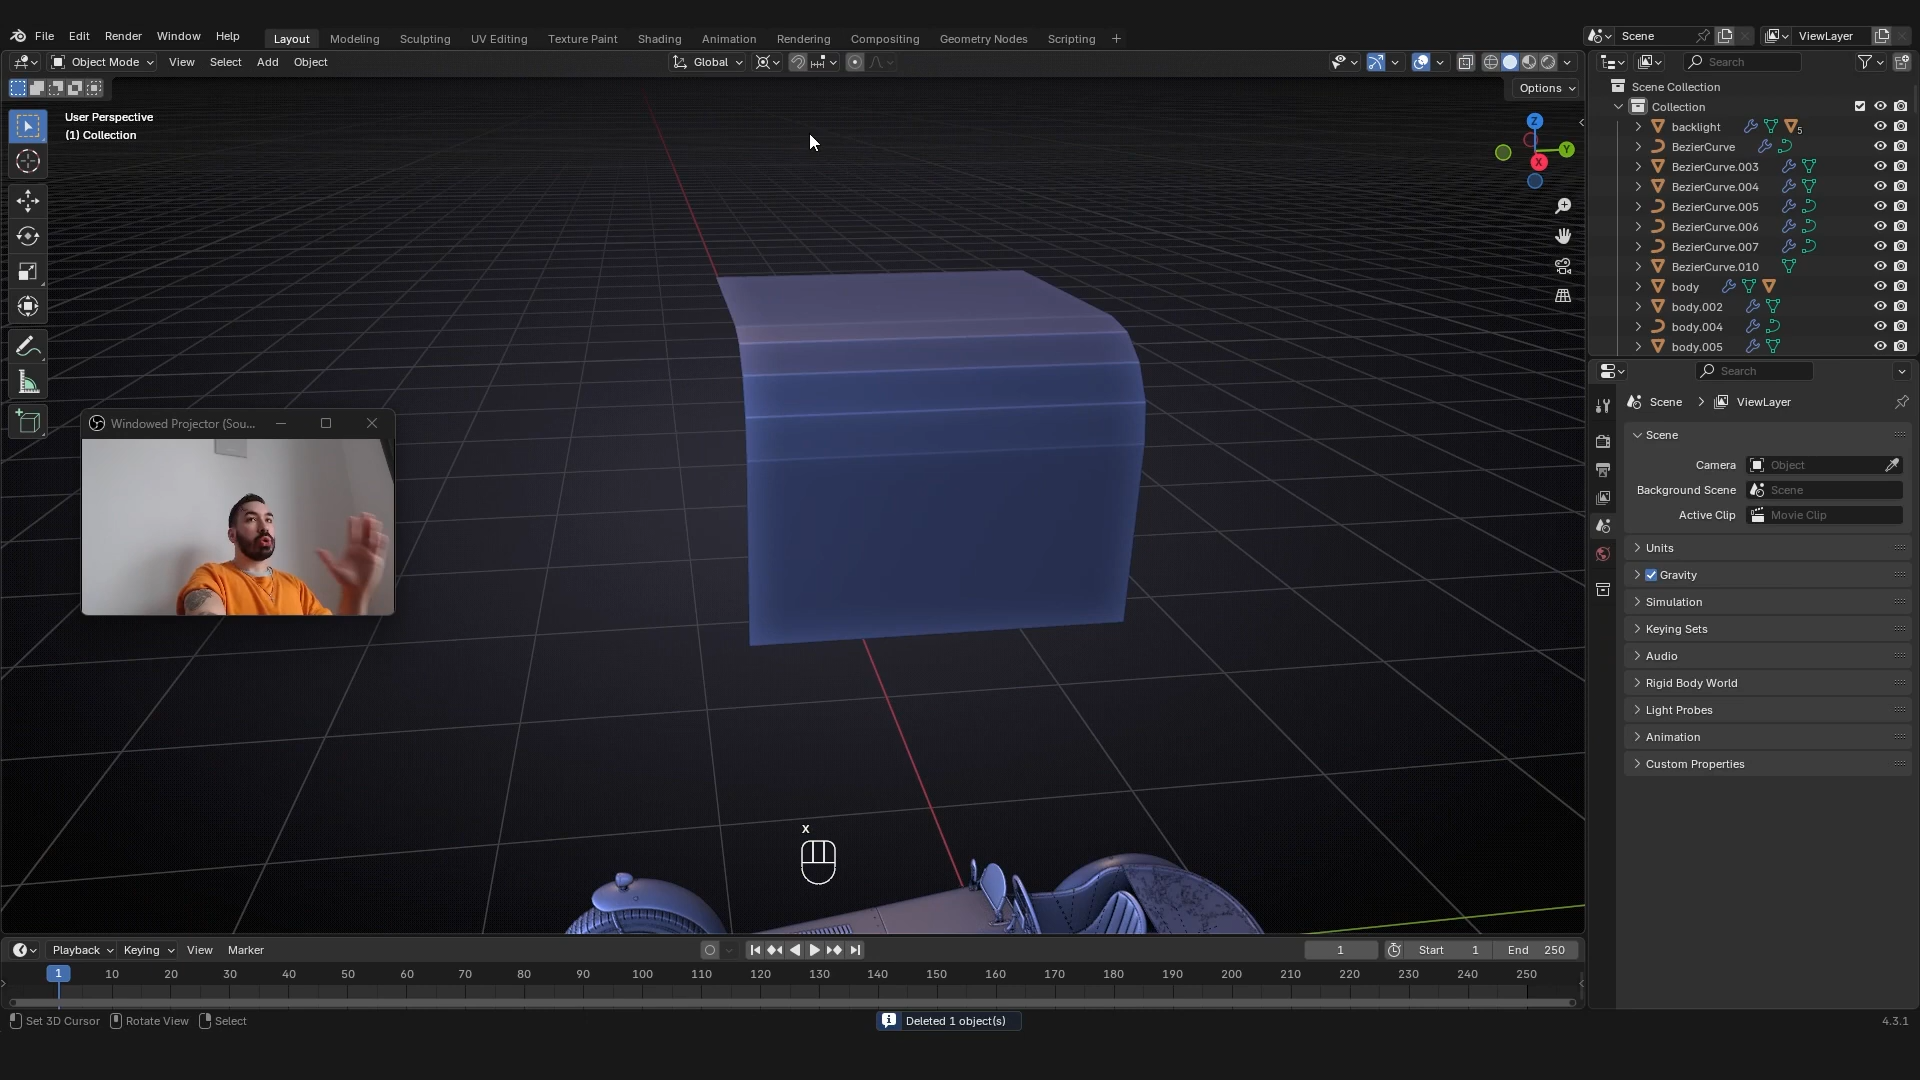 File Edit Render Window Help
Layout Modeling Sculpting UV Editing Texture Paint Shading Animation Rendering Compositing Geometry Nodes Scripting +
Scene
ViewLayer
Object Mode View Select Add Object
Global
Search
Options
User Perspective
(1) Collection
Z
Y
X
Scene Collection
Collection
backlight 5
BezierCurve
BezierCurve.003
BezierCurve.004
BezierCurve.005
BezierCurve.006
BezierCurve.007
BezierCurve.010
body
body.002
body.004
body.005
Search
Scene > ViewLayer
Scene
Camera Object
Background Scene Scene
Active Clip Movie Clip
Units
Gravity
Simulation
Keying Sets
Audio
Rigid Body World
Light Probes
Animation
Custom Properties
Windowed Projector (Sou...
x
Playback Keying View Marker
1 Start 1 End 250
1 10 20 30 40 50 60 70 80 90 100 110 120 130 140 150 160 170 180 190 200 210 220 230 240 250
Set 3D Cursor Rotate View Select
Deleted 1 object(s)
4.3.1